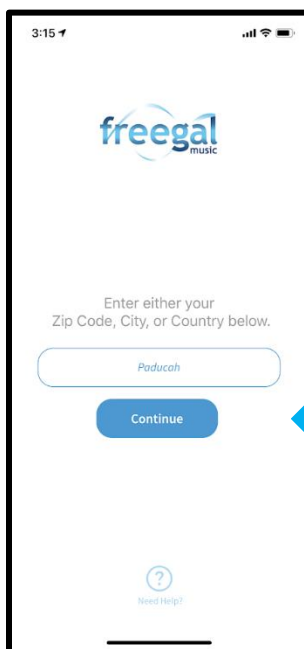 3:15
freegal
music
Enter either your
Zip Code, City, or Country below.
Paducah
Continue
?
Need Help?